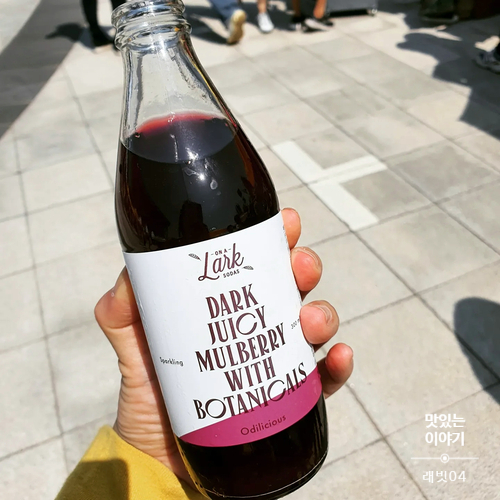 ON A
Lark
SODAS
DARK
JUICY
MULBERRY
WITH
BOTANICALS
Sparkling
Odilicious
맛있는
이야기
래빗04